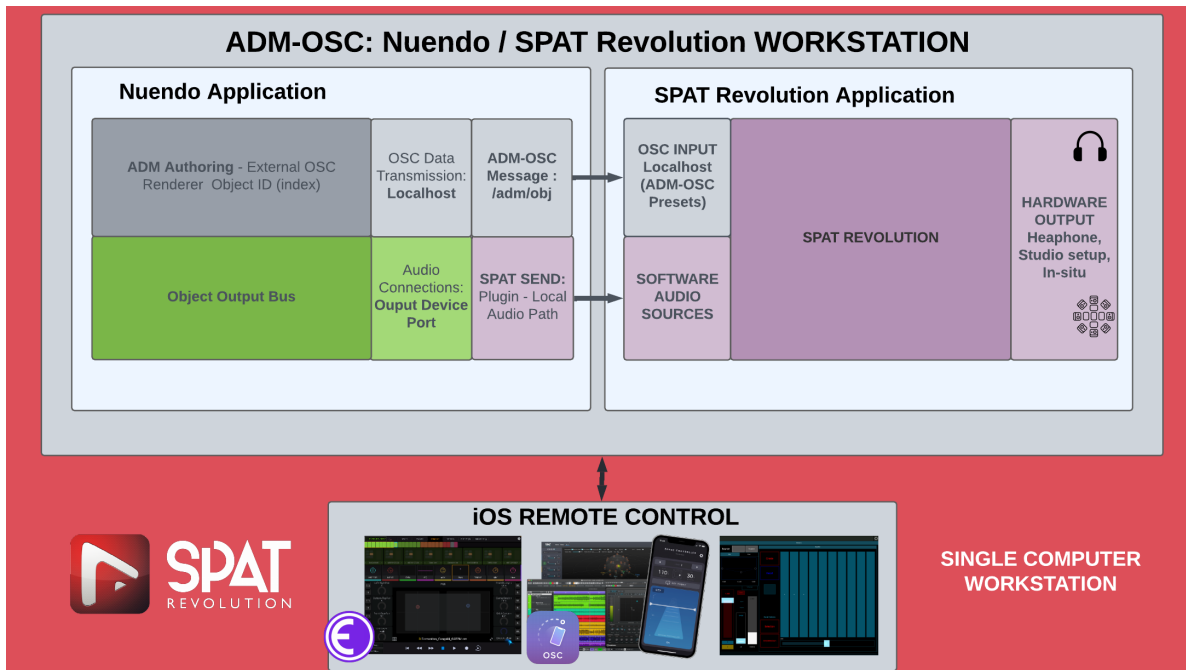 ADM-OSC: Nuendo / SPAT Revolution WORKSTATION
Nuendo Application
ADM Authoring - External OSC
Renderer Object ID (index)
OSC Data
Transmission:
Localhost
ADM-OSC
Message :
/adm/obj
Object Output Bus
Audio
Connections:
Ouput Device
Port
SPAT SEND:
Plugin - Local
Audio Path
SPAT Revolution Application
OSC INPUT
Localhost
(ADM-OSC
Presets)
SOFTWARE
AUDIO
SOURCES
SPAT REVOLUTION
HARDWARE
OUTPUT
Heaphone,
Studio setup,
In-situ
iOS REMOTE CONTROL
SPAT
REVOLUTION
OSC
110
30
SINGLE COMPUTER
WORKSTATION